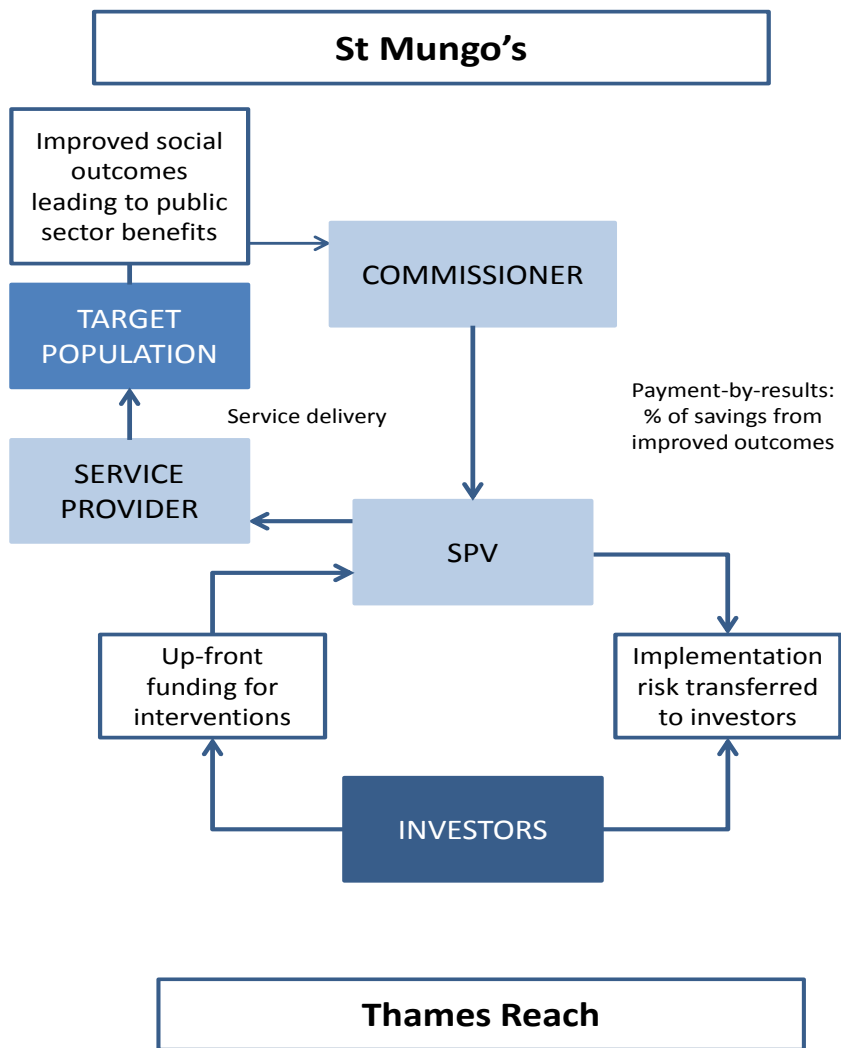 St Mungo’s
Improved social
outcomes
leading to public
sector benefits
COMMISSIONER
TARGET
POPULATION
Payment-by-results:
% of savings from
improved outcomes
Service delivery
SERVICE
PROVIDER
SPV
Up-front
funding for
interventions
Implementation
risk transferred
to investors
INVESTORS
Thames Reach